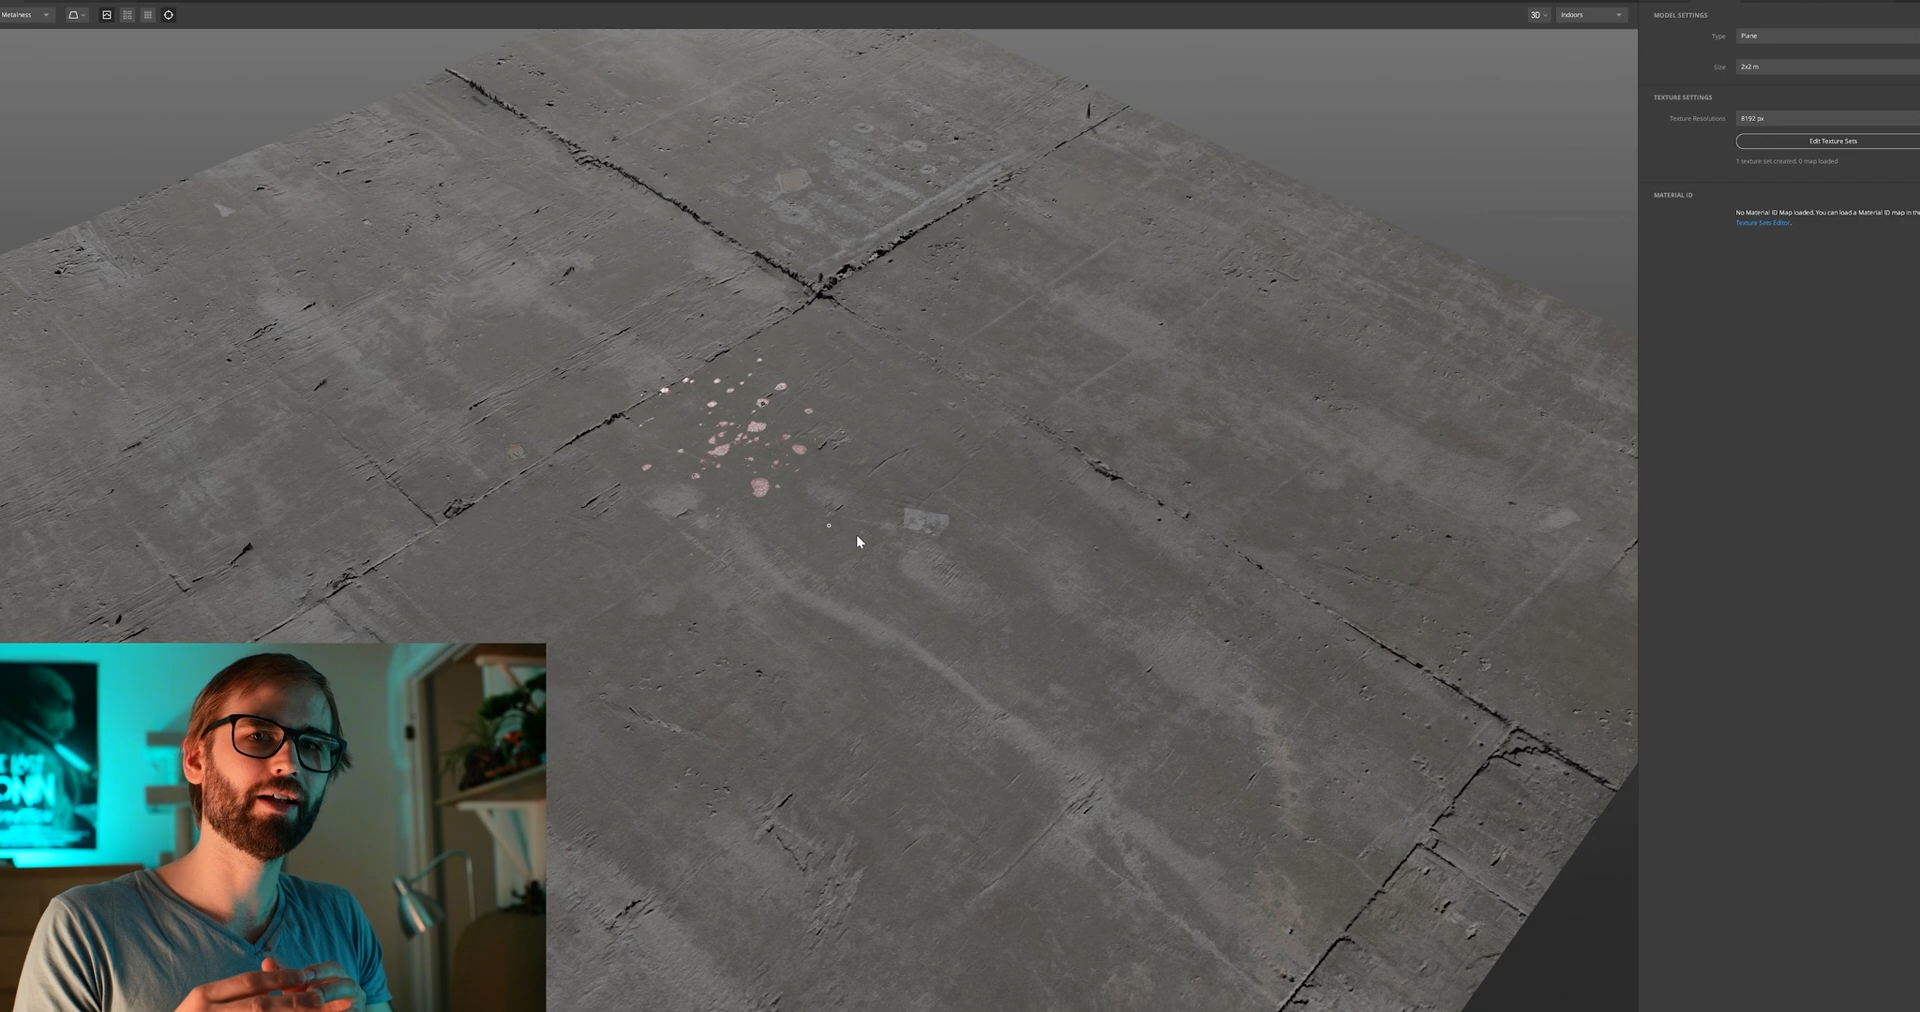 Metalness
3D
Indoors
MODEL SETTINGS
Type
Plane
Size
2x2 m
TEXTURE SETTINGS
Texture Resolutions
8192 px
Edit Texture Sets
1 texture set created. 0 map loaded
MATERIAL ID
No Material ID Map loaded. You can load a Material ID map in the
Texture Sets Editor.